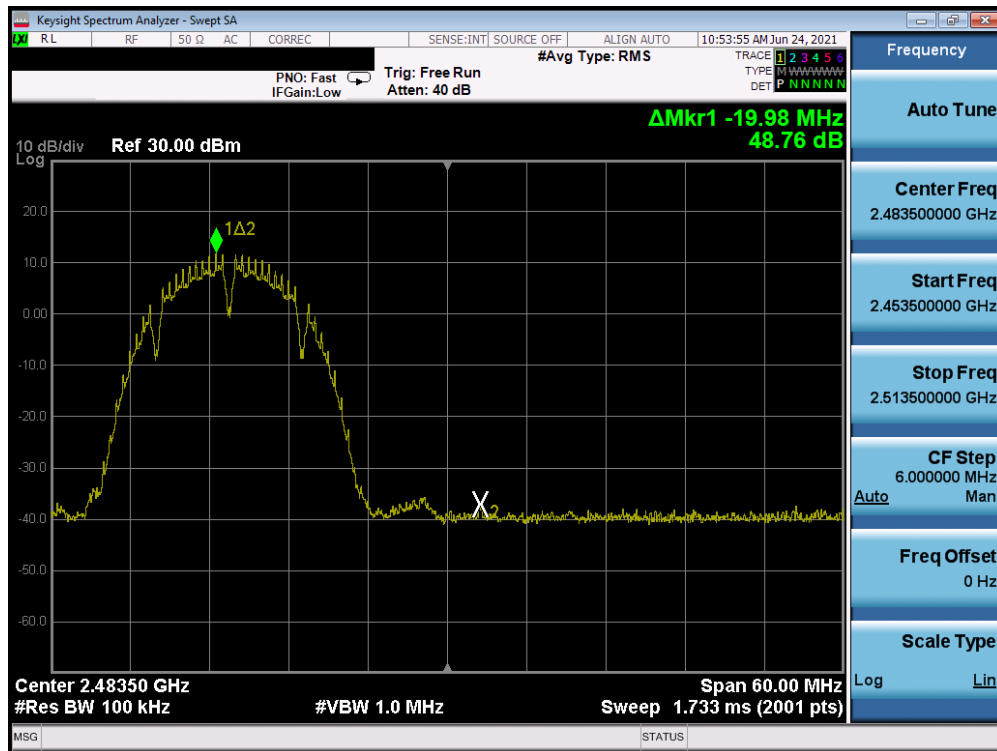 Keysight Spectrum Analyzer - Swept SA
LXI RL RF 50 Ω AC CORREC SENSE:INT SOURCE OFF ALIGN AUTO 10:53:55 AM Jun 24, 2021
#Avg Type: RMS
TRACE 1 2 3 4 5 6
PNO: Fast Trig: Free Run
TYPE M WWWWW
IFGain:Low Atten: 40 dB
DET P N N N N N
ΔMkr1 -19.98 MHz
48.76 dB
10 dB/div Ref 30.00 dBm
Log
20.0
1Δ2
10.0
0.00
-10.0
-20.0
-30.0
-40.0
X2
-50.0
-60.0
Center 2.48350 GHz Span 60.00 MHz
#Res BW 100 kHz #VBW 1.0 MHz Sweep 1.733 ms (2001 pts)
MSG STATUS
Frequency
Auto Tune
Center Freq
2.483500000 GHz
Start Freq
2.453500000 GHz
Stop Freq
2.513500000 GHz
CF Step
6.000000 MHz
Auto Man
Freq Offset
0 Hz
Scale Type
Log Lin